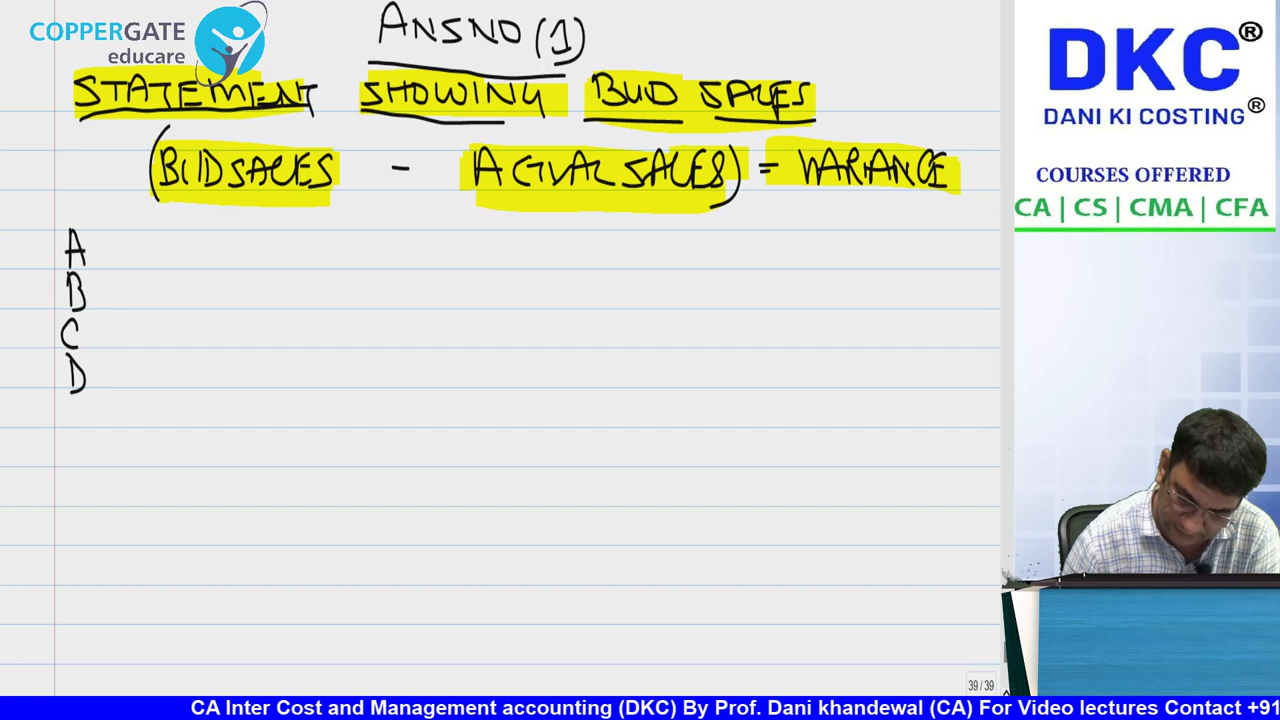 COPPERGATE
educare
ANS NO (1)
STATEMENT SHOWING BUD SALES
(BUD SALES - ACTUAL SALES) = VARIANCE
A
B
C
D
39 / 39
DKC®
DANI KI COSTING®
COURSES OFFERED
CA | CS | CMA | CFA
CA Inter Cost and Management accounting (DKC) By Prof. Dani khandewal (CA) For Video lectures Contact +91